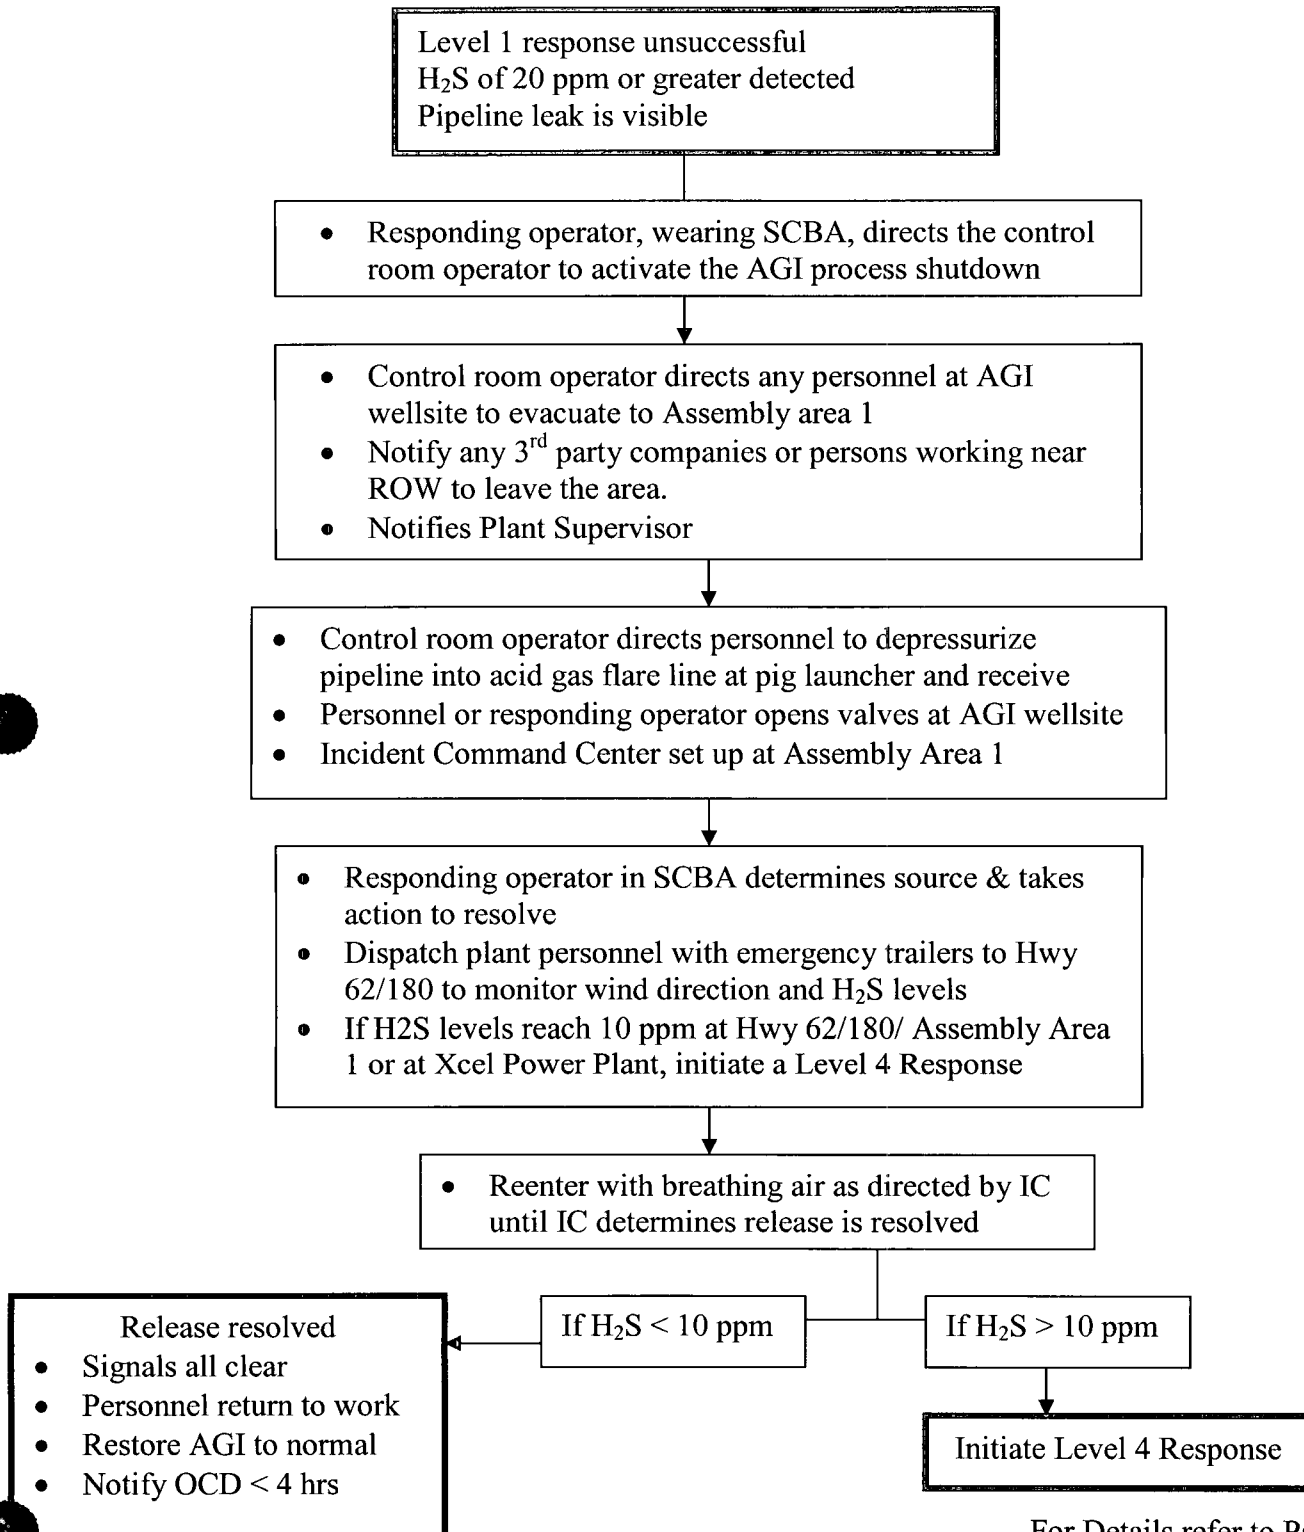 Level 1 response unsuccessful
H₂S of 20 ppm or greater detected
Pipeline leak is visible
• Responding operator, wearing SCBA, directs the control
room operator to activate the AGI process shutdown
• Control room operator directs any personnel at AGI
wellsite to evacuate to Assembly area 1
• Notify any 3rd party companies or persons working near
ROW to leave the area.
• Notifies Plant Supervisor
• Control room operator directs personnel to depressurize
pipeline into acid gas flare line at pig launcher and receive
• Personnel or responding operator opens valves at AGI wellsite
• Incident Command Center set up at Assembly Area 1
• Responding operator in SCBA determines source & takes
action to resolve
• Dispatch plant personnel with emergency trailers to Hwy
62/180 to monitor wind direction and H₂S levels
• If H2S levels reach 10 ppm at Hwy 62/180/ Assembly Area
1 or at Xcel Power Plant, initiate a Level 4 Response
• Reenter with breathing air as directed by IC
until IC determines release is resolved
If H₂S < 10 ppm
If H₂S > 10 ppm
Release resolved
• Signals all clear
• Personnel return to work
• Restore AGI to normal
• Notify OCD < 4 hrs
Initiate Level 4 Response
For Details refer to